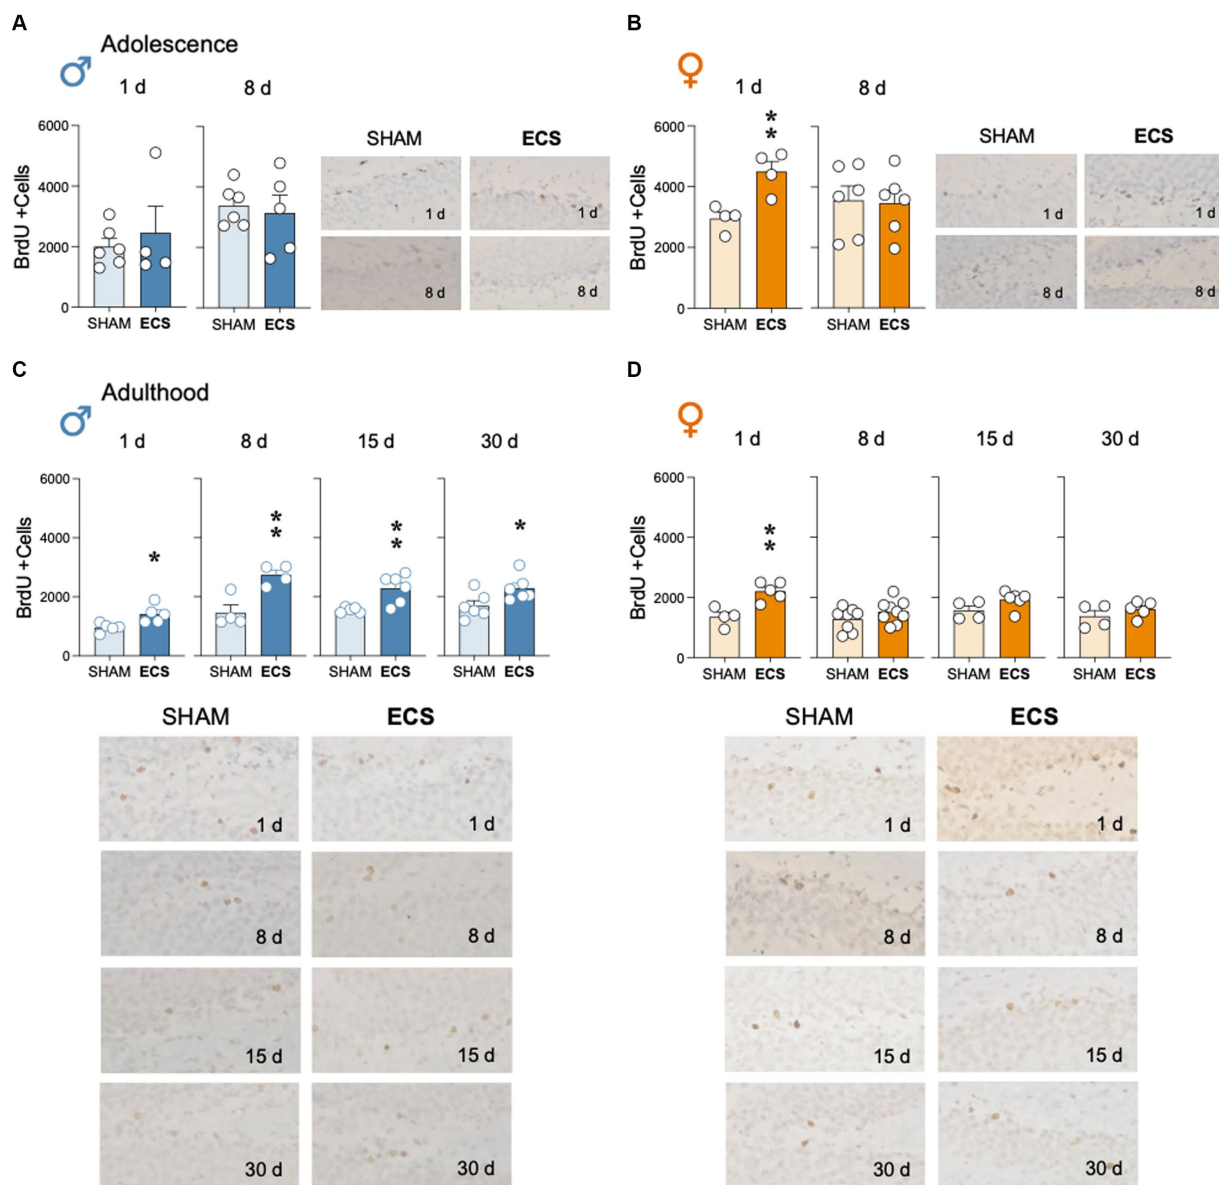 A
B
Adolescence
♂
♀
1 d
8 d
1 d
8 d
SHAM
ECS
SHAM
ECS
BrdU +Cells
6000
4000
2000
0
1 d
8 d
BrdU +Cells
6000
4000
2000
0
**
1 d
8 d
SHAM ECS
SHAM ECS
SHAM ECS
SHAM ECS
C
D
Adulthood
♂
♀
1 d
8 d
15 d
30 d
1 d
8 d
15 d
30 d
BrdU +Cells
6000
4000
2000
0
*
**
**
*
BrdU +Cells
6000
4000
2000
0
**
SHAM ECS
SHAM ECS
SHAM ECS
SHAM ECS
SHAM ECS
SHAM ECS
SHAM ECS
SHAM ECS
SHAM
ECS
SHAM
ECS
1 d
1 d
1 d
1 d
8 d
8 d
8 d
8 d
15 d
15 d
15 d
15 d
30 d
30 d
30 d
30 d